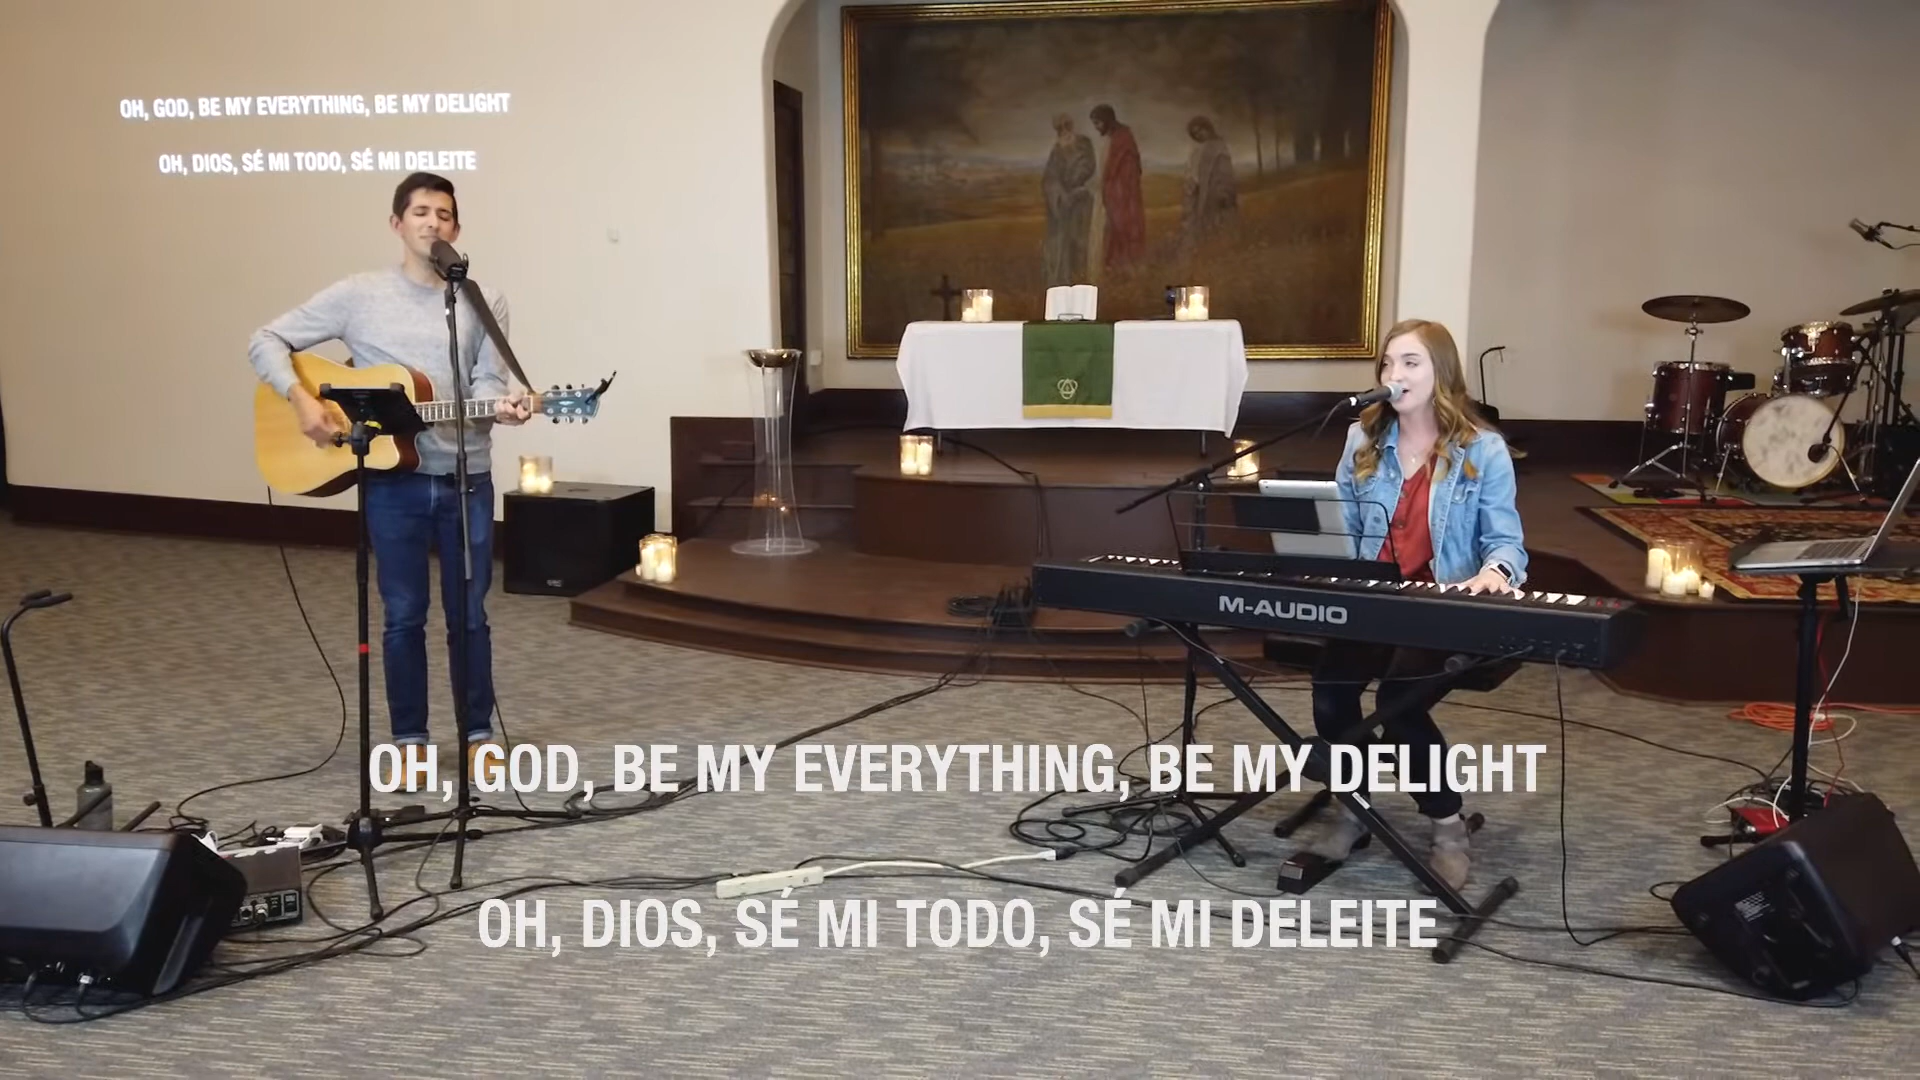 OH, GOD, BE MY EVERYTHING, BE MY DELIGHT
OH, DIOS, SÉ MI TODO, SÉ MI DELEITE
M-AUDIO
OH, GOD, BE MY EVERYTHING, BE MY DELIGHT
OH, DIOS, SÉ MI TODO, SÉ MI DELEITE